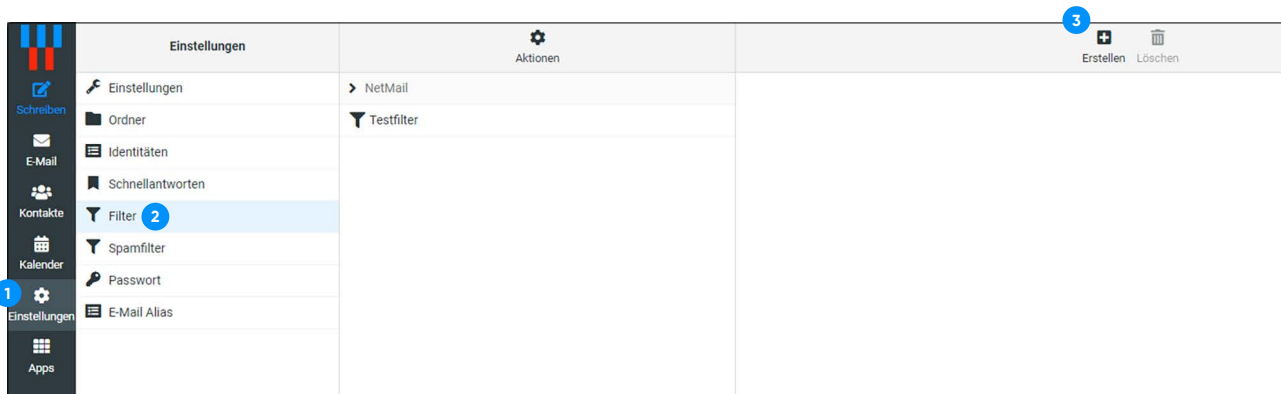 Schreiben
E-Mail
Kontakte
Kalender
1
Einstellungen
Apps
Einstellungen
Einstellungen
Ordner
Identitäten
Schnellantworten
Filter 2
Spamfilter
Passwort
E-Mail Alias
Aktionen
NetMail
Testfilter
3
Erstellen Löschen